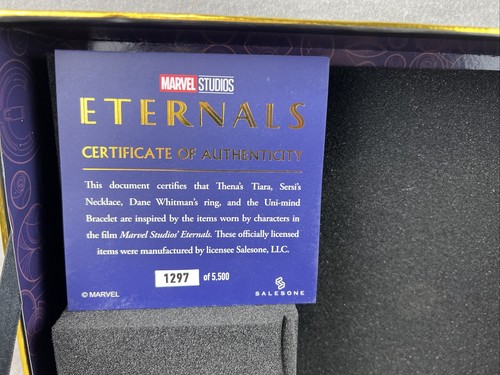 MARVEL STUDIOS
ETERNALS
CERTIFICATE OF AUTHENTICITY
This document certifies that Thena's Tiara, Sersi's
Necklace, Dane Whitman's ring, and the Uni-mind
Bracelet are inspired by the items worn by characters in
the film Marvel Studios' Eternals. These officially licensed
items were manufactured by licensee Salesone, LLC.
1297 of 5,500
© MARVEL
SALESONE